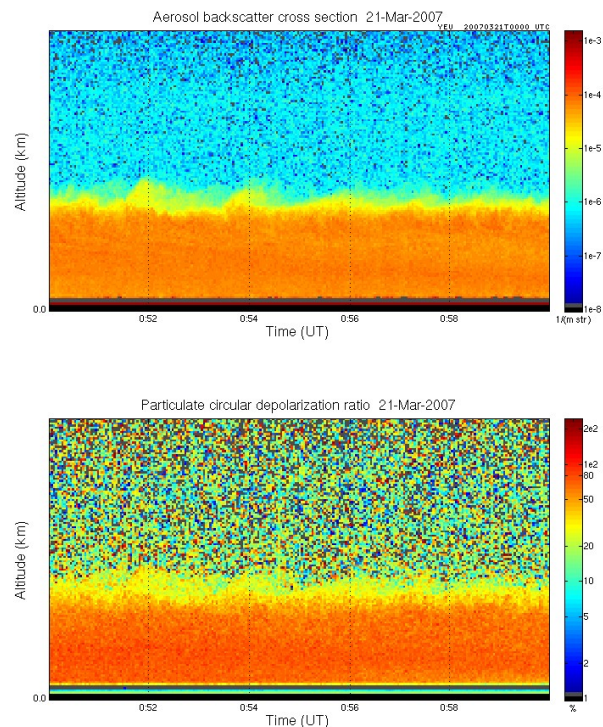 Aerosol backscatter cross section 21-Mar-2007
YEU 20070321T0000 UTC
Altitude (km)
0.0
0:52 0:54 0:56 0:58
Time (UT)
1e-3
1e-4
1e-5
1e-6
1e-7
1e-8
1/(m str)
Particulate circular depolarization ratio 21-Mar-2007
Altitude (km)
0.0
0:52 0:54 0:56 0:58
Time (UT)
2e2
1e2
80
50
20
10
5
2
1
%